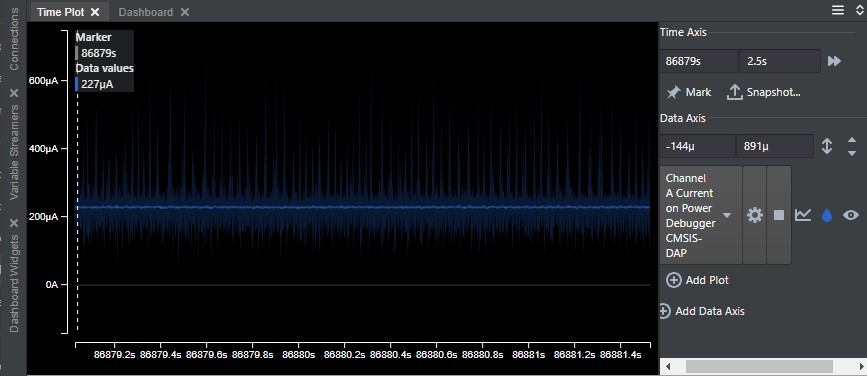 Time Plot
Dashboard
Connections
Variable Streamers
Dashboard Widgets
Marker
86879s
Data values
227µA
600µA
400µA
200µA
0A
86879.2s 86879.4s 86879.6s 86879.8s 86880s 86880.2s 86880.4s 86880.6s 86880.8s 86881s 86881.2s 86881.4s
Time Axis
86879s 2.5s
Mark Snapshot...
Data Axis
-144µ 891µ
Channel
A Current
on Power
Debugger
CMSIS-
DAP
Add Plot
Add Data Axis